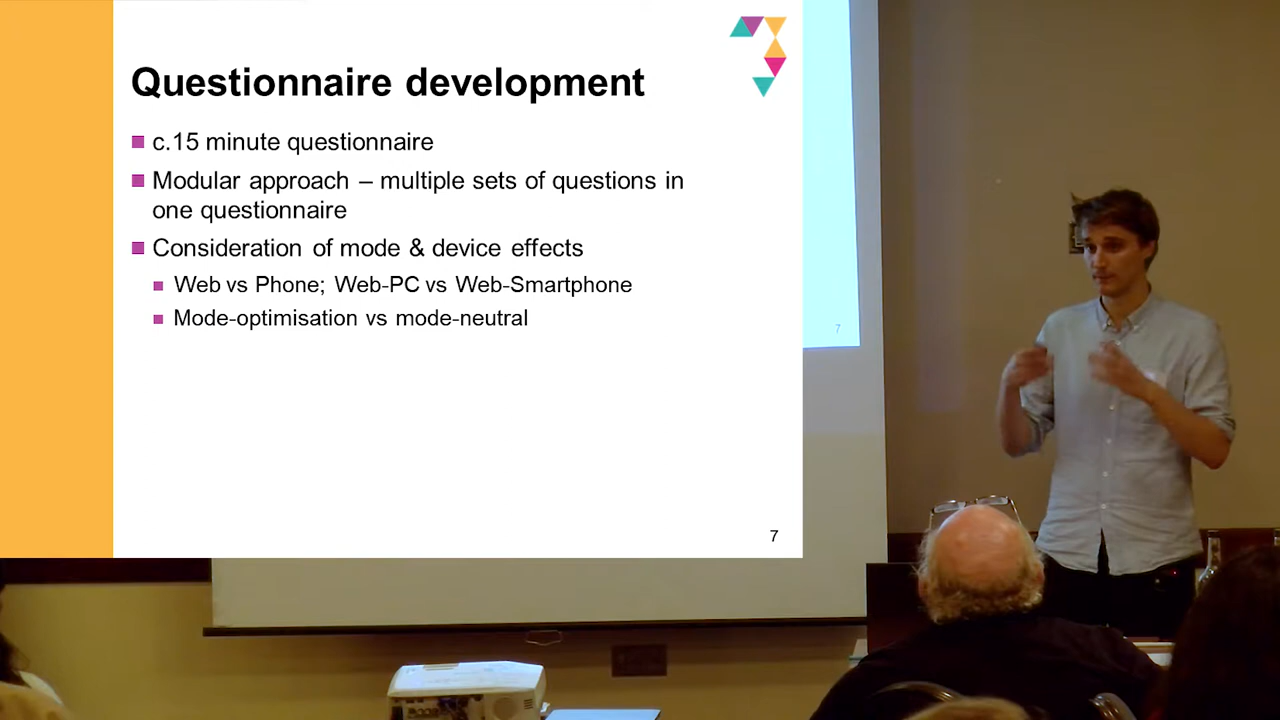 Questionnaire development
c.15 minute questionnaire
Modular approach – multiple sets of questions in
one questionnaire
Consideration of mode & device effects
Web vs Phone; Web-PC vs Web-Smartphone
Mode-optimisation vs mode-neutral
7
7